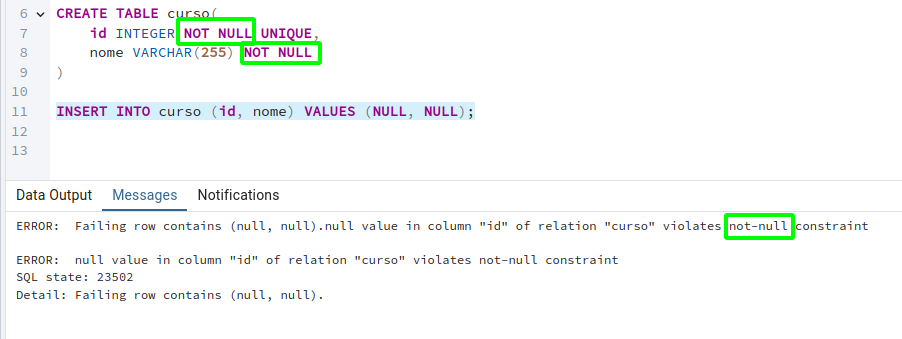 6 CREATE TABLE curso(
7 id INTEGER NOT NULL UNIQUE,
8 nome VARCHAR(255) NOT NULL
9 )
10
11 INSERT INTO curso (id, nome) VALUES (NULL, NULL);
12
13
Data Output Messages Notifications
ERROR:  Failing row contains (null, null).null value in column "id" of relation "curso" violates not-null constraint
ERROR:  null value in column "id" of relation "curso" violates not-null constraint
SQL state: 23502
Detail: Failing row contains (null, null).